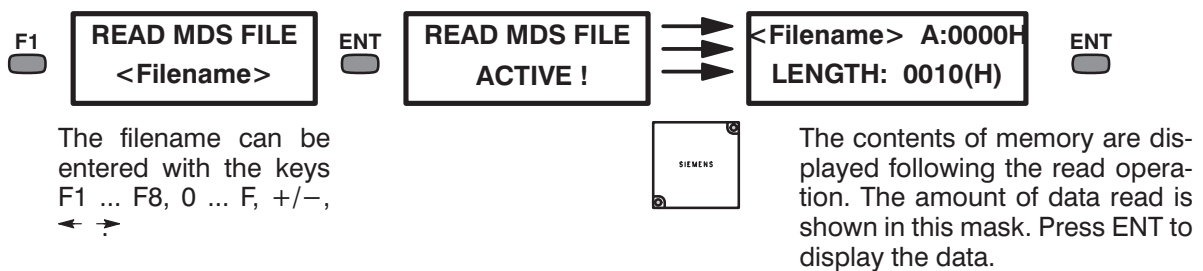 F1
READ MDS FILE
<Filename>
ENT
READ MDS FILE
ACTIVE !
<Filename> A:0000H
LENGTH: 0010(H)
ENT
The filename can be
entered with the keys
F1 ... F8, 0 ... F, +/−,
← →.
SIEMENS
The contents of memory are dis-
played following the read opera-
tion. The amount of data read is
shown in this mask. Press ENT to
display the data.